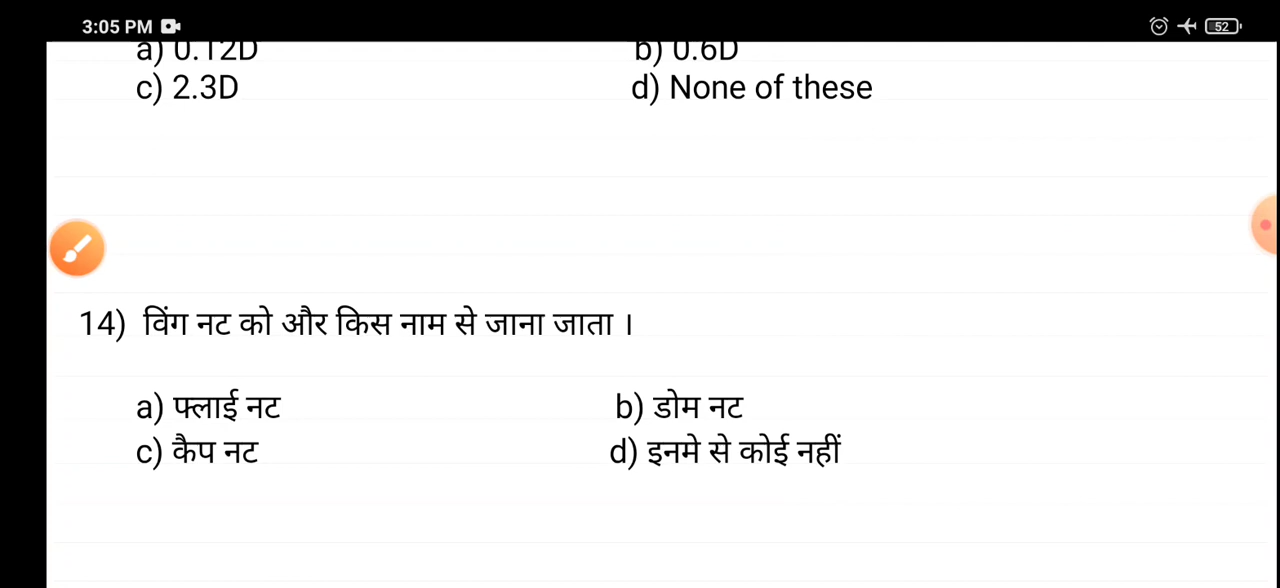 3:05 PM 52
a) 0.12D b) 0.6D
c) 2.3D d) None of these
14) विंग नट को और किस नाम से जाना जाता ।
a) फ्लाई नट b) डोम नट
c) कैप नट d) इनमे से कोई नहीं